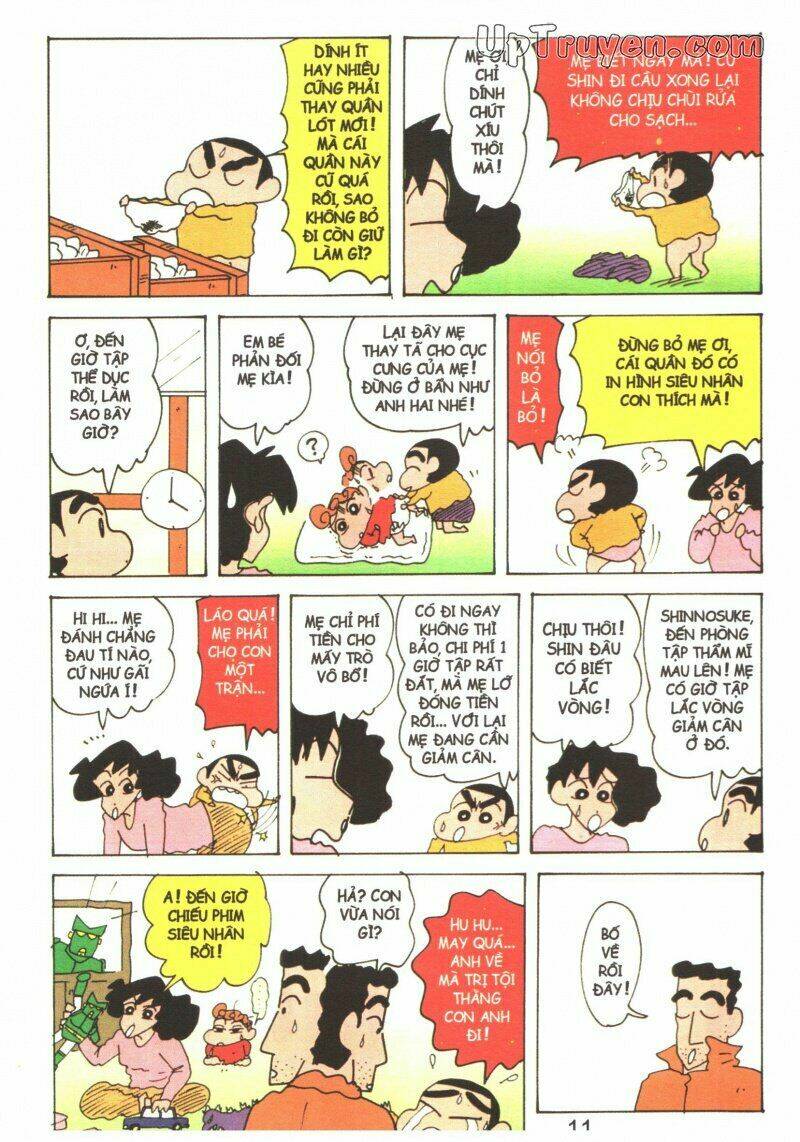 UpTruyen.com
MẸ BIẾT NGAY MÀ! CU
SHIN ĐI CẦU XONG LẠI
KHÔNG CHỊU CHÙI RỬA
CHO SẠCH...
MẸ ƠI,
CHỈ
DÍNH
CHÚT
XÍU
THÔI
MÀ!
DÍNH ÍT
HAY NHIỀU
CŨNG PHẢI
THAY QUẦN
LÓT MỚI!
MÀ CÁI
QUẦN NÀY
CŨ QUÁ
RỒI, SAO
KHÔNG BỎ
ĐI CÒN GIỮ
LÀM GÌ?
ĐỪNG BỎ MẸ ƠI,
CÁI QUẦN ĐÓ CÓ
IN HÌNH SIÊU NHÂN
CON THÍCH MÀ!
MẸ
NÓI
BỎ
LÀ
BỎ!
LẠI ĐÂY MẸ
THAY TÃ CHO CỤC
CƯNG CỦA MẸ!
ĐỪNG Ở BẨN NHƯ
ANH HAI NHÉ!
EM BÉ
PHẢN ĐỐI
MẸ KÌA!
?
Ơ, ĐẾN
GIỜ TẬP
THỂ DỤC
RỒI, LÀM
SAO BÂY
GIỜ?
SHINNOSUKE,
ĐẾN PHÒNG
TẬP THẨM MĨ
MAU LÊN! MẸ
CÓ GIỜ TẬP
LẮC VÒNG
GIẢM CÂN
Ở ĐÓ.
CHỊU THÔI!
SHIN ĐÂU
CÓ BIẾT
LẮC
VÒNG!
CÓ ĐI NGAY
KHÔNG THÌ
BẢO, CHI PHÍ 1
GIỜ TẬP RẤT
ĐẮT, MÀ MẸ LỠ
ĐÓNG TIỀN
RỒI... VỚI LẠI
MẸ ĐANG CẦN
GIẢM CÂN.
MẸ CHỈ PHÍ
TIỀN CHO
MẤY TRÒ
VÔ BỔ!
LÁO QUÁ!
MẸ PHẢI
CHO CON
MỘT
TRẬN...
HI HI... MẸ
ĐÁNH CHẲNG
ĐAU TÍ NÀO,
CỨ NHƯ GÃI
NGỨA Í!
BỐ
VỀ
RỒI
ĐÂY!
HU HU...
MAY QUÁ...
ANH VỀ
MÀ TRỊ TỘI
THẰNG
CON ANH
ĐI!
HẢ? CON
VỪA NÓI
GÌ?
A! ĐẾN GIỜ
CHIẾU PHIM
SIÊU NHÂN
RỒI!
11